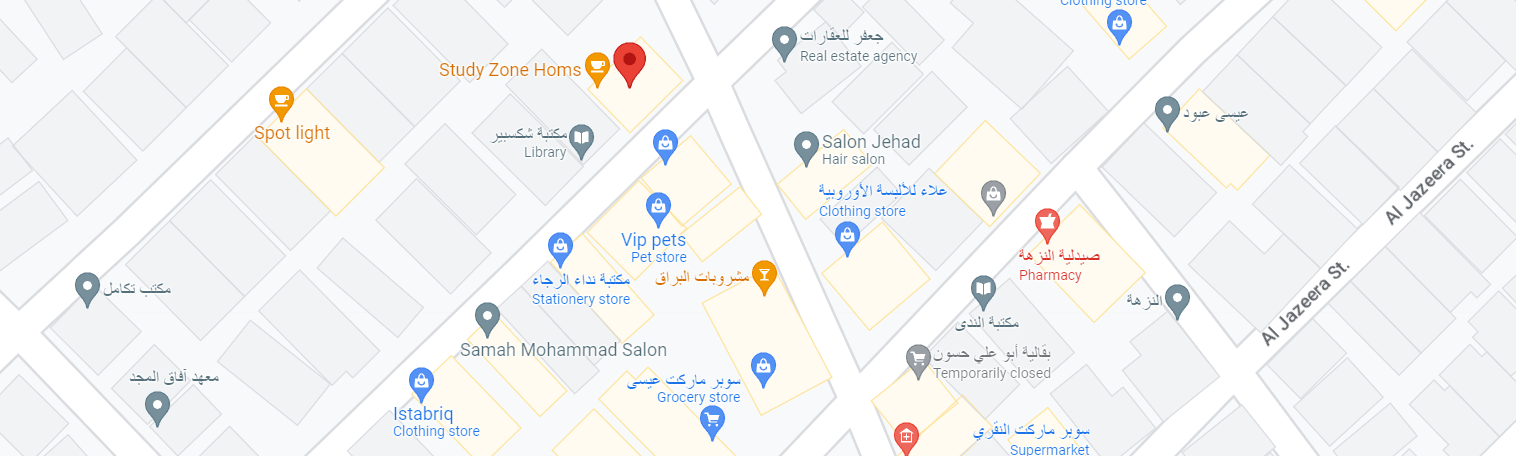 Clothing store
جعفر للعقارات
Real estate agency
Study Zone Homs
Spot light
مكتبة شكسبير
Library
عيسى عبود
Salon Jehad
Hair salon
علاء للألبسة الأوروبية
Clothing store
Al Jazeera St.
Vip pets
Pet store
صيدلية النزهة
Pharmacy
مكتبة نداء الرجاء
Stationery store
مشروبات البراق
مكتب تكامل
النزهة
مكتبة الندى
Al Jazeera St.
Samah Mohammad Salon
بقالية أبو علي حسون
Temporarily closed
معهد آفاق المجد
سوبر ماركت عيسى
Grocery store
Istabriq
Clothing store
سوبر ماركت النقري
Supermarket